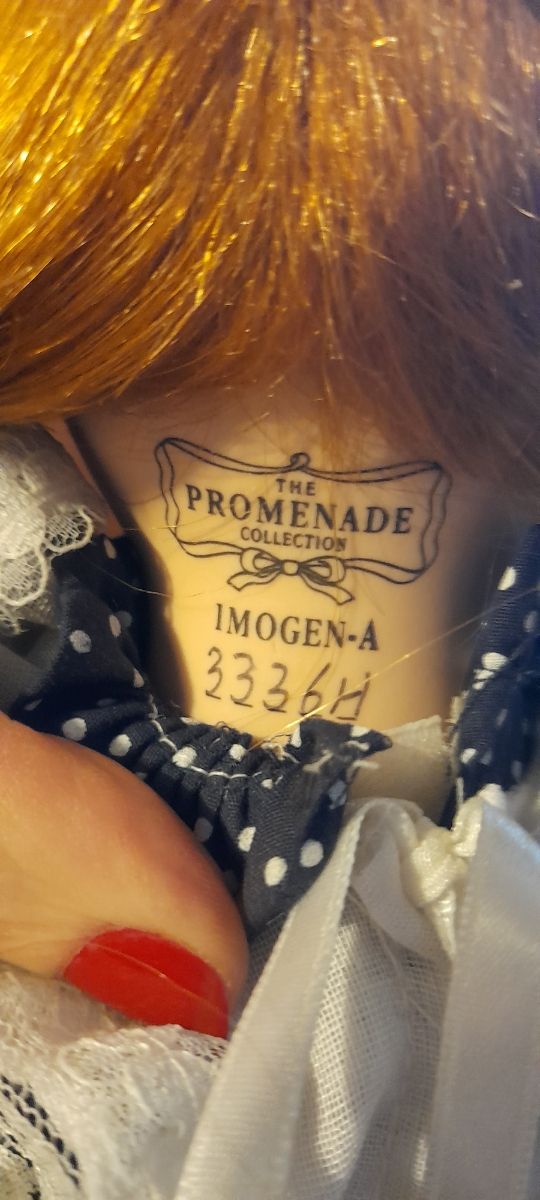 THE
PROMENADE
COLLECTION
IMOGEN-A
3336H